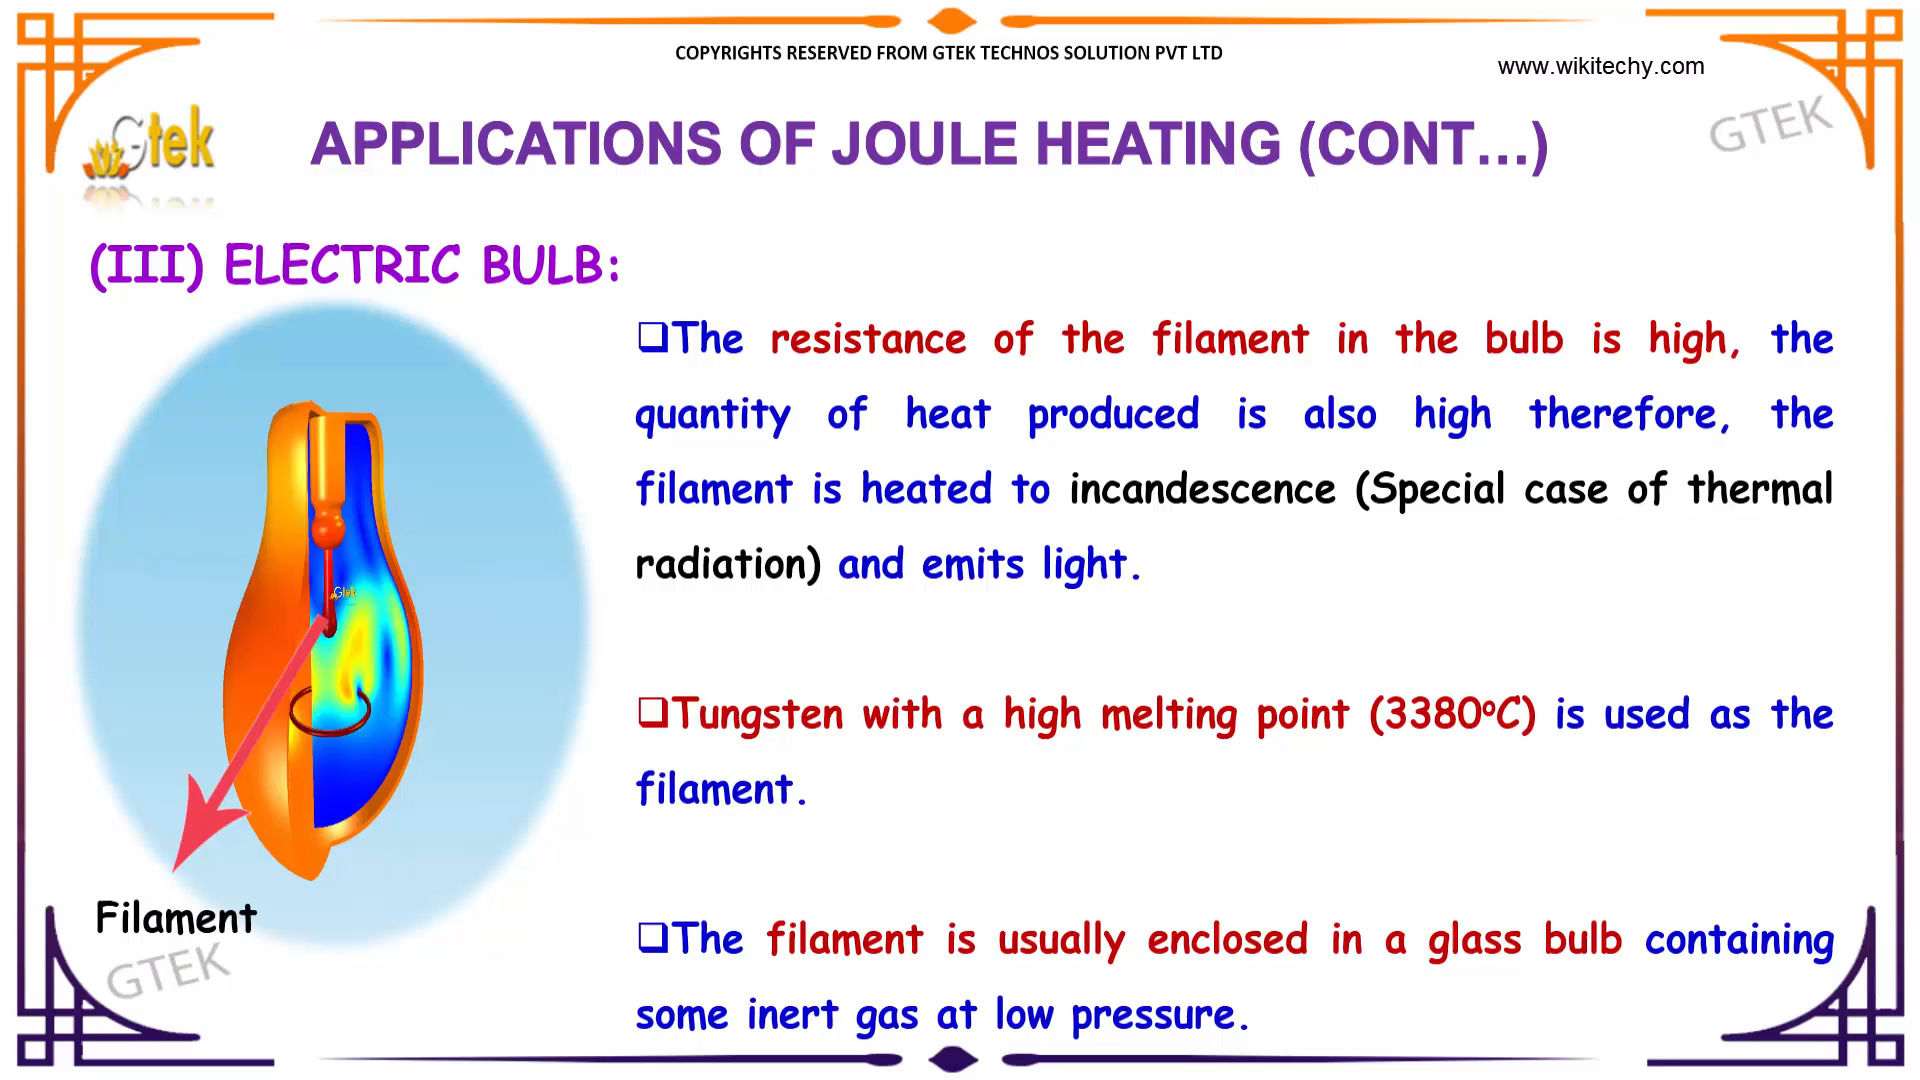 COPYRIGHTS RESERVED FROM GTEK TECHNOS SOLUTION PVT LTD
www.wikitechy.com
Gtek
APPLICATIONS OF JOULE HEATING (CONT...)
GTEK
(III) ELECTRIC BULB:
❑The resistance of the filament in the bulb is high, the
quantity of heat produced is also high therefore, the
filament is heated to incandescence (Special case of thermal
radiation) and emits light.
Gtek
❑Tungsten with a high melting point (3380ºC) is used as the
filament.
Filament
GTEK
❑The filament is usually enclosed in a glass bulb containing
some inert gas at low pressure.